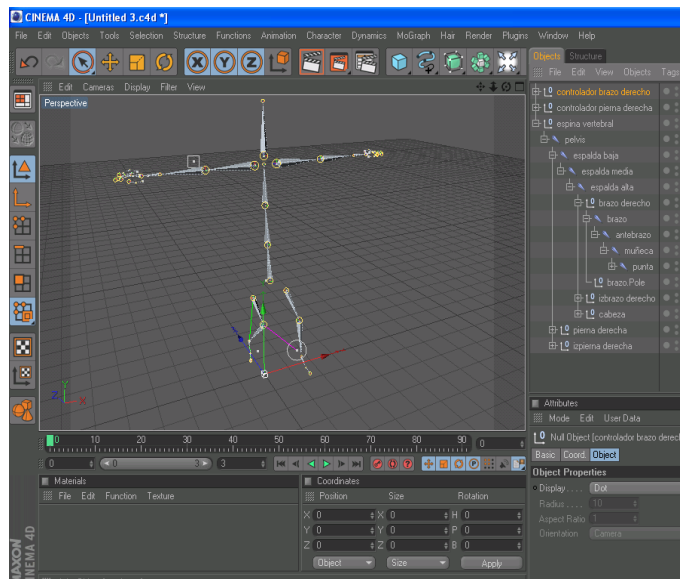 CINEMA 4D - [Untitled 3.c4d *]
File Edit Objects Tools Selection Structure Functions Animation Character Dynamics MoGraph Hair Render Plugins Window Help
Objects Structure
File Edit View Objects Tags
Edit Cameras Display Filter View
Perspective
controlador brazo derecho
controlador pierna derecha
espina vertebral
pelvis
espalda baja
espalda media
espalda alta
brazo derecho
brazo
antebrazo
muñeca
punta
brazo.Pole
izbrazo derecho
cabeza
pierna derecha
izpierna derecha
X Y Z
Y
Z X
Attributes
Mode Edit UserData
Null Object [controlador brazo derech
Basic Coord. Object
Object Properties
Display . . . . Dot
Radius . . . . 10
Aspect Ratio 1
Orientation Camera
0 10 20 30 40 50 60 70 80 90 0
0 0 3 3
Materials
File Edit Function Texture
Coordinates
Position Size Rotation
X 0 X 0 H 0
Y 0 Y 0 P 0
Z 0 Z 0 B 0
Object Size Apply
MAXON
CINEMA 4D